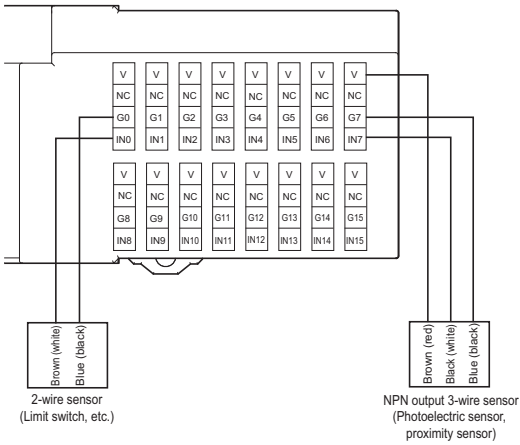 V V V V V V V V
NC NC NC NC NC NC NC NC
G0 G1 G2 G3 G4 G5 G6 G7
IN0 IN1 IN2 IN3 IN4 IN5 IN6 IN7
V V V V V V V V
NC NC NC NC NC NC NC NC
G8 G9 G10 G11 G12 G13 G14 G15
IN8 IN9 IN10 IN11 IN12 IN13 IN14 IN15
Brown (white)
Blue (black)
2-wire sensor
(Limit switch, etc.)
Brown (red)
Black (white)
Blue (black)
NPN output 3-wire sensor
(Photoelectric sensor,
proximity sensor)